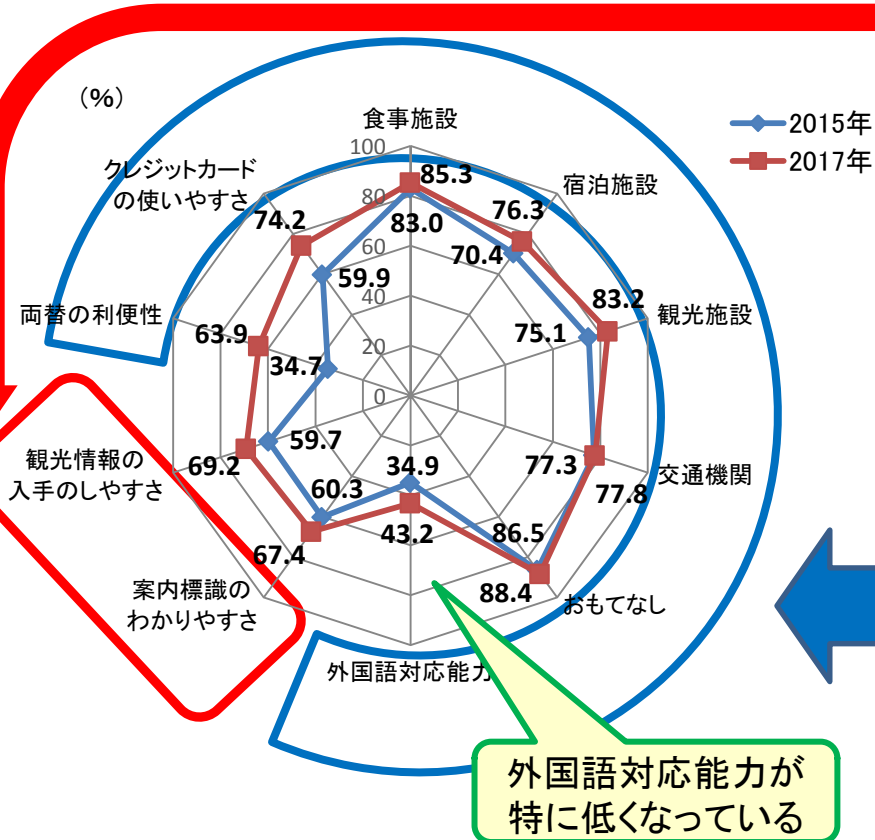 (%)
食事施設
2015年
2017年
クレジットカード
の使いやすさ
宿泊施設
両替の利便性
観光施設
観光情報の
入手のしやすさ
交通機関
案内標識の
わかりやすさ
おもてなし
外国語対応能力
100
80
60
40
20
0
85.3
83.0
76.3
70.4
83.2
75.1
77.3
77.8
86.5
88.4
34.9
43.2
60.3
67.4
59.7
69.2
34.7
63.9
59.9
74.2
外国語対応能力が
特に低くなっている